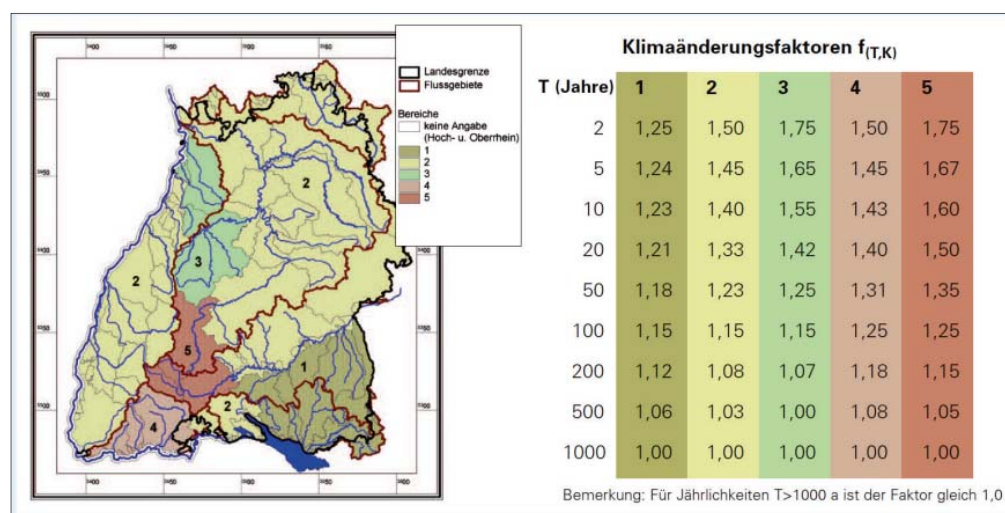 Landesgrenze
Flussgebiete
Bereiche
keine Angabe
(Hoch- u. Oberrhein)
1
2
3
4
5
2
3
2
5
1
2
4
Klimaänderungsfaktoren f(T,K)
T (Jahre) 1 2 3 4 5
2 1,25 1,50 1,75 1,50 1,75
5 1,24 1,45 1,65 1,45 1,67
10 1,23 1,40 1,55 1,43 1,60
20 1,21 1,33 1,42 1,40 1,50
50 1,18 1,23 1,25 1,31 1,35
100 1,15 1,15 1,15 1,25 1,25
200 1,12 1,08 1,07 1,18 1,15
500 1,06 1,03 1,00 1,08 1,05
1000 1,00 1,00 1,00 1,00 1,00
Bemerkung: Für Jährlichkeiten T>1000 a ist der Faktor gleich 1,0